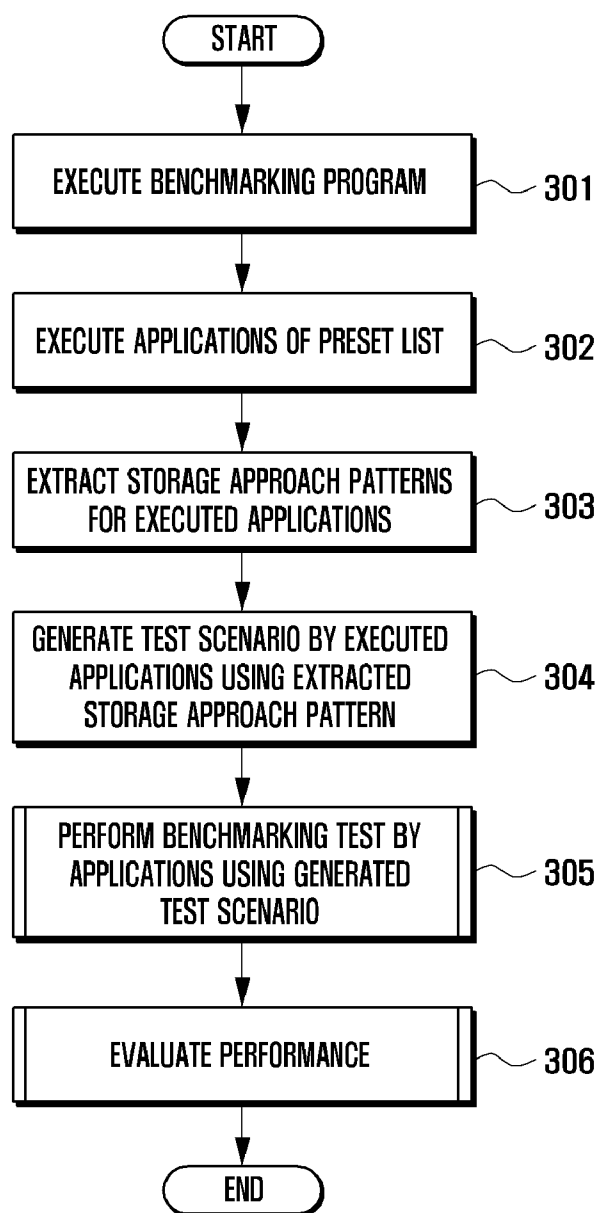 START
EXECUTE BENCHMARKING PROGRAM
301
EXECUTE APPLICATIONS OF PRESET LIST
302
EXTRACT STORAGE APPROACH PATTERNS
FOR EXECUTED APPLICATIONS
303
GENERATE TEST SCENARIO BY EXECUTED
APPLICATIONS USING EXTRACTED
STORAGE APPROACH PATTERN
304
PERFORM BENCHMARKING TEST BY
APPLICATIONS USING GENERATED
TEST SCENARIO
305
EVALUATE PERFORMANCE
306
END